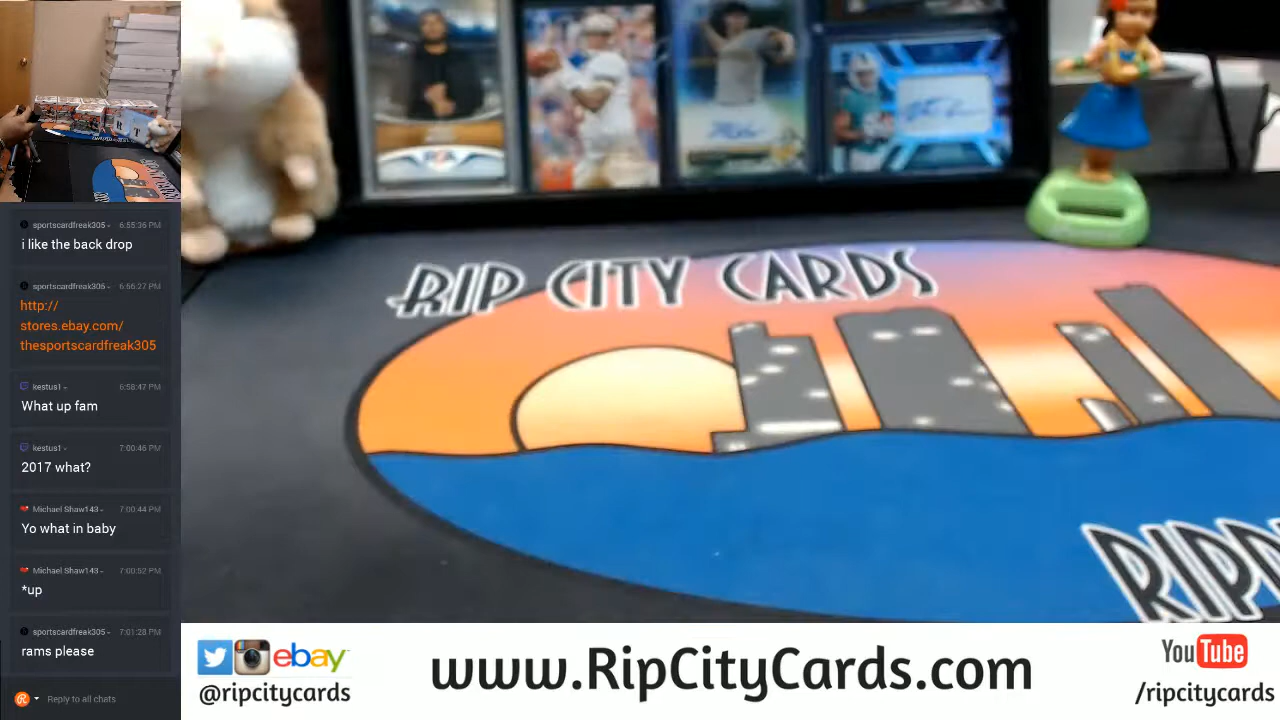 sportscardfreak305 - 6:55:36 PM
i like the back drop
sportscardfreak305 - 6:56:27 PM
http://
stores.ebay.com/
thesportscardfreak305
kestus1 - 6:58:47 PM
What up fam
kestus1 - 7:00:46 PM
2017 what?
Michael Shaw143 - 7:00:44 PM
Yo what in baby
Michael Shaw143 - 7:00:52 PM
*up
sportscardfreak305 - 7:01:28 PM
rams please
Reply to all chats
RIP CITY CARDS
ebay
@ripcitycards
www.RipCityCards.com
YouTube
/ripcitycards